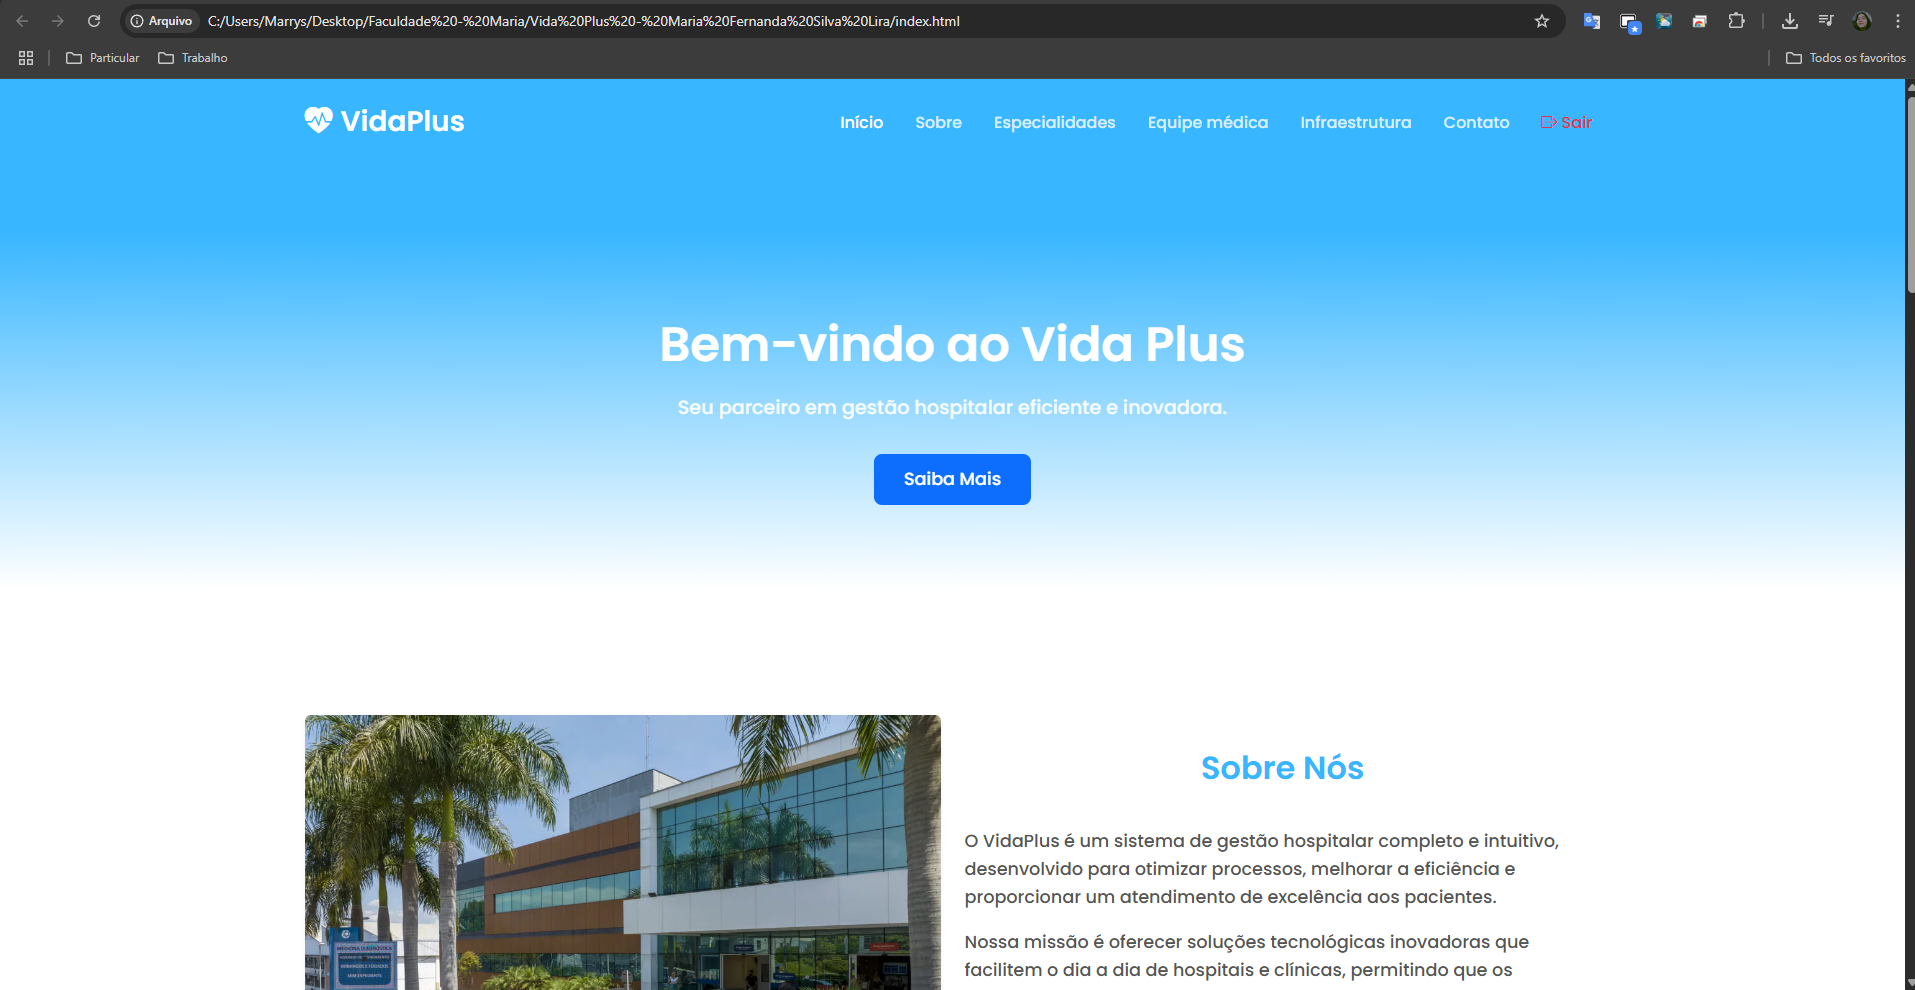 Arquivo
C:/Users/Marrys/Desktop/Faculdade%20-%20Maria/Vida%20Plus%20-%20Maria%20Fernanda%20Silva%20Lira/index.html
Particular
Trabalho
Todos os favoritos
VidaPlus
Início
Sobre
Especialidades
Equipe médica
Infraestrutura
Contato
Sair
Bem-vindo ao Vida Plus
Seu parceiro em gestão hospitalar eficiente e inovadora.
Saiba Mais
Sobre Nós
O VidaPlus é um sistema de gestão hospitalar completo e intuitivo,
desenvolvido para otimizar processos, melhorar a eficiência e
proporcionar um atendimento de excelência aos pacientes.
Nossa missão é oferecer soluções tecnológicas inovadoras que
facilitem o dia a dia de hospitais e clínicas, permitindo que os